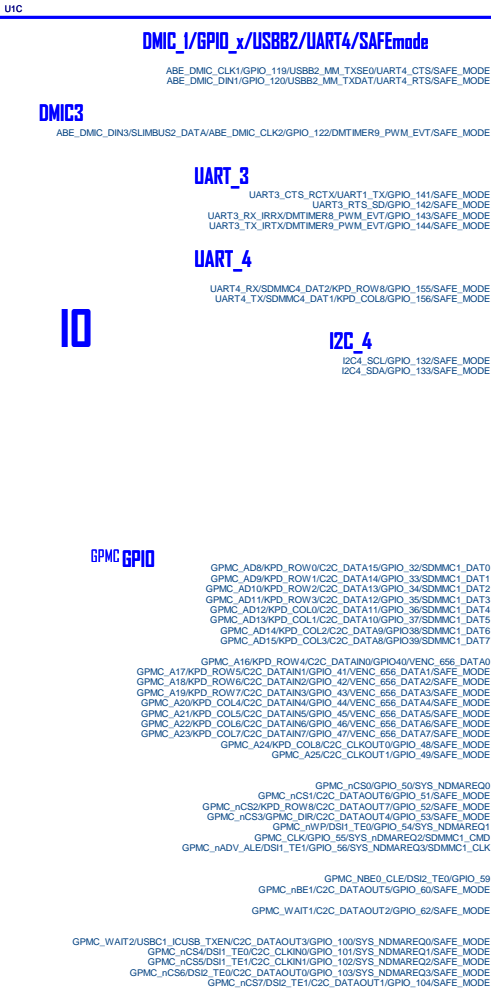 U1C
DMIC_1/GPIO_x/USBB2/UART4/SAFEmode
ABE_DMIC_CLK1/GPIO_119/USBB2_MM_TXSE0/UART4_CTS/SAFE_MODE
ABE_DMIC_DIN1/GPIO_120/USBB2_MM_TXDAT/UART4_RTS/SAFE_MODE
DMIC3
ABE_DMIC_DIN3/SLIMBUS2_DATA/ABE_DMIC_CLK2/GPIO_122/DMTIMER9_PWM_EVT/SAFE_MODE
UART_3
UART3_CTS_RCTX/UART1_TX/GPIO_141/SAFE_MODE
UART3_RTS_SD/GPIO_142/SAFE_MODE
UART3_RX_IRRX/DMTIMER8_PWM_EVT/GPIO_143/SAFE_MODE
UART3_TX_IRTX/DMTIMER9_PWM_EVT/GPIO_144/SAFE_MODE
UART_4
UART4_RX/SDMMC4_DAT2/KPD_ROW8/GPIO_155/SAFE_MODE
UART4_TX/SDMMC4_DAT1/KPD_COL8/GPIO_156/SAFE_MODE
IO
I2C_4
I2C4_SCL/GPIO_132/SAFE_MODE
I2C4_SDA/GPIO_133/SAFE_MODE
GPMC GPIO
GPMC_AD8/KPD_ROW0/C2C_DATA15/GPIO_32/SDMMC1_DAT0
GPMC_AD9/KPD_ROW1/C2C_DATA14/GPIO_33/SDMMC1_DAT1
GPMC_AD10/KPD_ROW2/C2C_DATA13/GPIO_34/SDMMC1_DAT2
GPMC_AD11/KPD_ROW3/C2C_DATA12/GPIO_35/SDMMC1_DAT3
GPMC_AD12/KPD_COL0/C2C_DATA11/GPIO_36/SDMMC1_DAT4
GPMC_AD13/KPD_COL1/C2C_DATA10/GPIO_37/SDMMC1_DAT5
GPMC_AD14/KPD_COL2/C2C_DATA9/GPIO38/SDMMC1_DAT6
GPMC_AD15/KPD_COL3/C2C_DATA8/GPIO39/SDMMC1_DAT7
GPMC_A16/KPD_ROW4/C2C_DATAIN0/GPIO40/VENC_656_DATA0
GPMC_A17/KPD_ROW5/C2C_DATAIN1/GPIO_41/VENC_656_DATA1/SAFE_MODE
GPMC_A18/KPD_ROW6/C2C_DATAIN2/GPIO_42/VENC_656_DATA2/SAFE_MODE
GPMC_A19/KPD_ROW7/C2C_DATAIN3/GPIO_43/VENC_656_DATA3/SAFE_MODE
GPMC_A20/KPD_COL4/C2C_DATAIN4/GPIO_44/VENC_656_DATA4/SAFE_MODE
GPMC_A21/KPD_COL5/C2C_DATAIN5/GPIO_45/VENC_656_DATA5/SAFE_MODE
GPMC_A22/KPD_COL6/C2C_DATAIN6/GPIO_46/VENC_656_DATA6/SAFE_MODE
GPMC_A23/KPD_COL7/C2C_DATAIN7/GPIO_47/VENC_656_DATA7/SAFE_MODE
GPMC_A24/KPD_COL8/C2C_CLKOUT0/GPIO_48/SAFE_MODE
GPMC_A25/C2C_CLKOUT1/GPIO_49/SAFE_MODE
GPMC_nCS0/GPIO_50/SYS_NDMAREQ0
GPMC_nCS1/C2C_DATAOUT6/GPIO_51/SAFE_MODE
GPMC_nCS2/KPD_ROW8/C2C_DATAOUT7/GPIO_52/SAFE_MODE
GPMC_nCS3/GPMC_DIR/C2C_DATAOUT4/GPIO_53/SAFE_MODE
GPMC_nWP/DSI1_TE0/GPIO_54/SYS_NDMAREQ1
GPMC_CLK/GPIO_55/SYS_nDMAREQ2/SDMMC1_CMD
GPMC_nADV_ALE/DSI1_TE1/GPIO_56/SYS_NDMAREQ3/SDMMC1_CLK
GPMC_NBE0_CLE/DSI2_TE0/GPIO_59
GPMC_nBE1/C2C_DATAOUT5/GPIO_60/SAFE_MODE
GPMC_WAIT1/C2C_DATAOUT2/GPIO_62/SAFE_MODE
GPMC_WAIT2/USBC1_ICUSB_TXEN/C2C_DATAOUT3/GPIO_100/SYS_NDMAREQ0/SAFE_MODE
GPMC_nCS4/DSI1_TE0/C2C_CLKIN0/GPIO_101/SYS_NDMAREQ1/SAFE_MODE
GPMC_nCS5/DSI1_TE1/C2C_CLKIN1/GPIO_102/SYS_NDMAREQ2/SAFE_MODE
GPMC_nCS6/DSI2_TE0/C2C_DATAOUT0/GPIO_103/SYS_NDMAREQ3/SAFE_MODE
GPMC_nCS7/DSI2_TE1/C2C_DATAOUT1/GPIO_104/SAFE_MODE